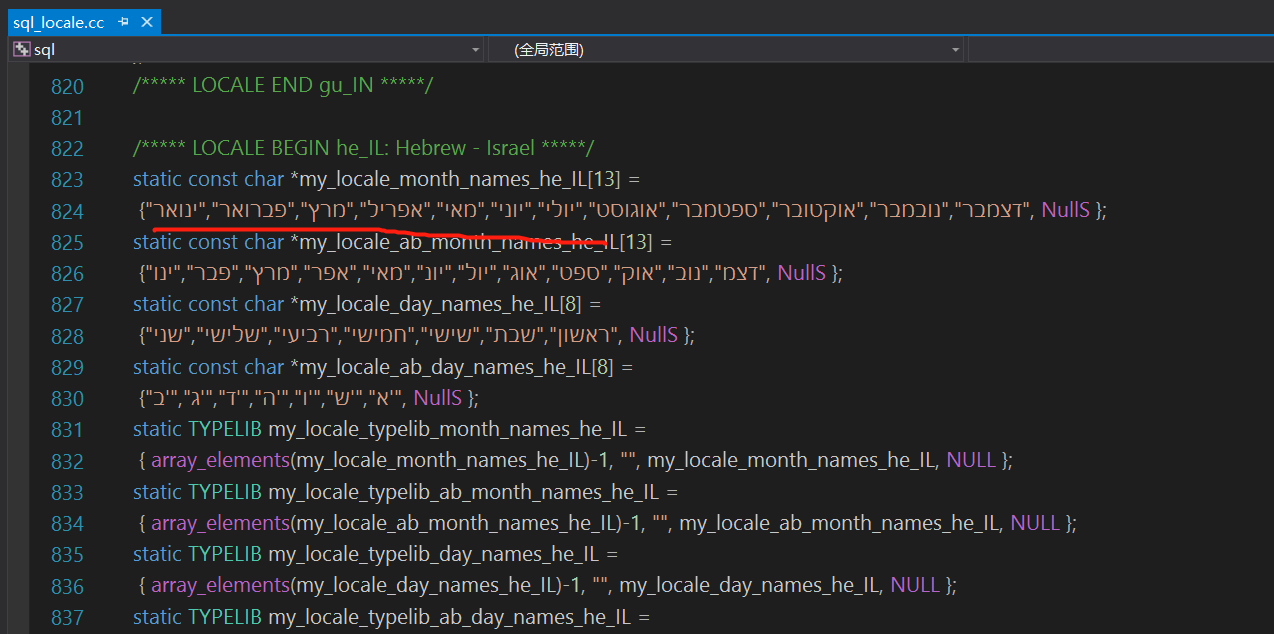 sql_locale.cc
sql
(全局范围)
820 /***** LOCALE END gu_IN *****/
821
822 /***** LOCALE BEGIN he_IL: Hebrew - Israel *****/
823 static const char *my_locale_month_names_he_IL[13] =
824 {"ינואר","פברואר","מרץ","אפריל","מאי","יוני","יולי","אוגוסט","ספטמבר","אוקטובר","נובמבר","דצמבר", NullS };
825 static const char *my_locale_ab_month_names_he_IL[13] =
826 {"ינו","פבר","מרץ","אפר","מאי","יונ","יול","אוג","ספט","אוק","נוב","דצמ", NullS };
827 static const char *my_locale_day_names_he_IL[8] =
828 {"שני","שלישי","רביעי","חמישי","שישי","שבת","ראשון", NullS };
829 static const char *my_locale_ab_day_names_he_IL[8] =
830 {"ב'","ג'","ד'","ה'","ו'","ש'","א'", NullS };
831 static TYPELIB my_locale_typelib_month_names_he_IL =
832 { array_elements(my_locale_month_names_he_IL)-1, "", my_locale_month_names_he_IL, NULL };
833 static TYPELIB my_locale_typelib_ab_month_names_he_IL =
834 { array_elements(my_locale_ab_month_names_he_IL)-1, "", my_locale_ab_month_names_he_IL, NULL };
835 static TYPELIB my_locale_typelib_day_names_he_IL =
836 { array_elements(my_locale_day_names_he_IL)-1, "", my_locale_day_names_he_IL, NULL };
837 static TYPELIB my_locale_typelib_ab_day_names_he_IL =